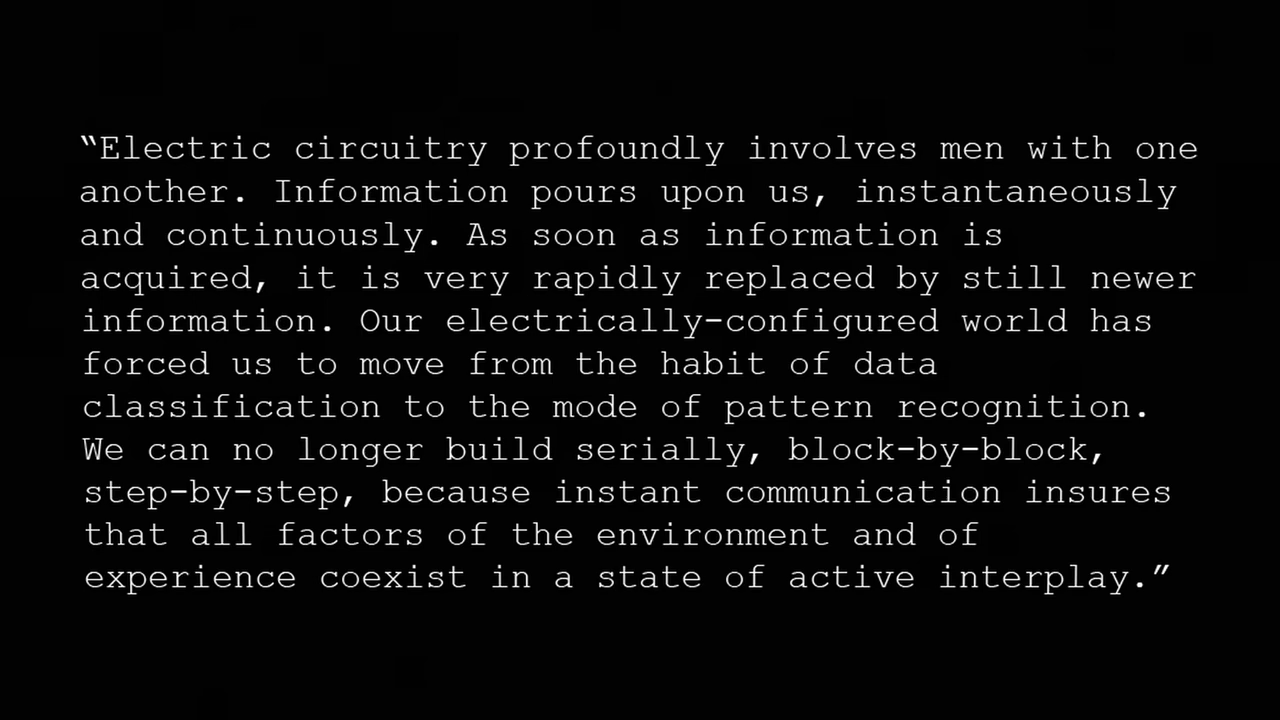 “Electric circuitry profoundly involves men with one
another. Information pours upon us, instantaneously
and continuously. As soon as information is
acquired, it is very rapidly replaced by still newer
information. Our electrically-configured world has
forced us to move from the habit of data
classification to the mode of pattern recognition.
We can no longer build serially, block-by-block,
step-by-step, because instant communication insures
that all factors of the environment and of
experience coexist in a state of active interplay.”